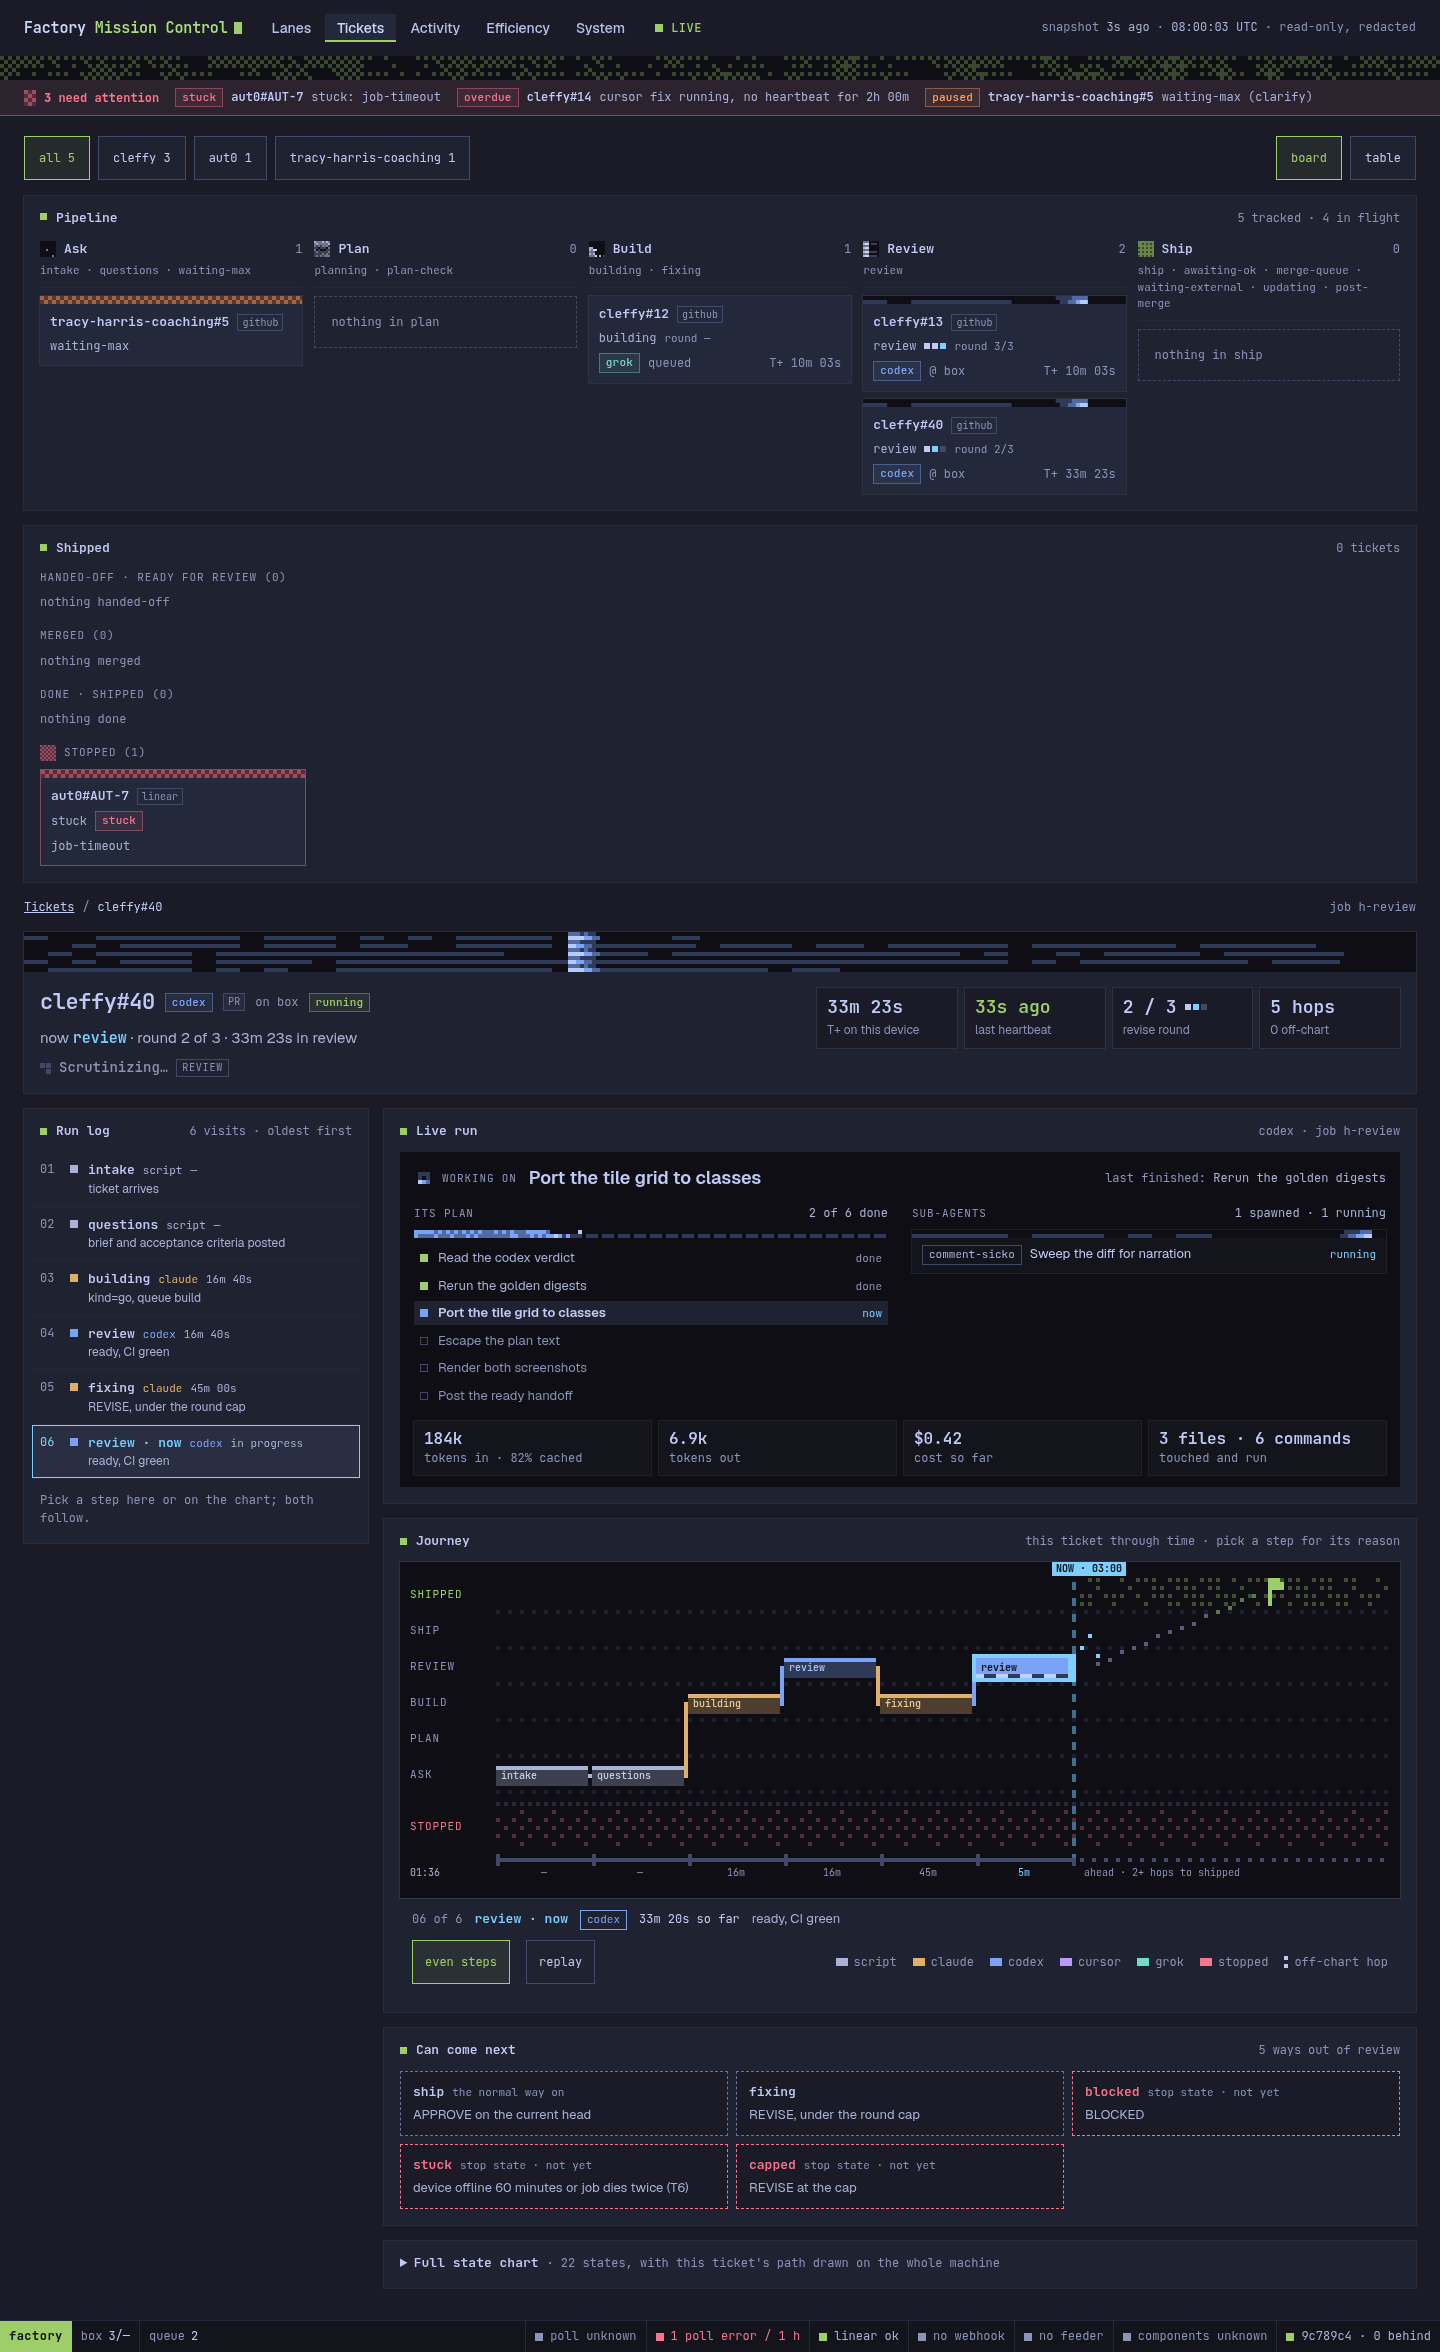 Factory Mission Control
Lanes Tickets Activity Efficiency System LIVE
snapshot 3s ago · 08:00:03 UTC · read-only, redacted
3 need attention stuck aut0#AUT-7 stuck: job-timeout overdue cleffy#14 cursor fix running, no heartbeat for 2h 00m paused tracy-harris-coaching#5 waiting-max (clarify)
all 5 cleffy 3 aut0 1 tracy-harris-coaching 1
board table
Pipeline
5 tracked · 4 in flight
Ask 1
intake · questions · waiting-max
tracy-harris-coaching#5 github
waiting-max
Plan 0
planning · plan-check
nothing in plan
Build 1
building · fixing
cleffy#12 github
building round —
grok queued T+ 10m 03s
Review 2
review
cleffy#13 github
review round 3/3
codex @ box T+ 10m 03s
cleffy#40 github
review round 2/3
codex @ box T+ 33m 23s
Ship 0
ship · awaiting-ok · merge-queue ·
waiting-external · updating · post-
merge
nothing in ship
Shipped
0 tickets
HANDED-OFF · READY FOR REVIEW (0)
nothing handed-off
MERGED (0)
nothing merged
DONE · SHIPPED (0)
nothing done
STOPPED (1)
aut0#AUT-7 linear
stuck stuck
job-timeout
Tickets / cleffy#40
job h-review
cleffy#40 codex PR on box running
now review · round 2 of 3 · 33m 23s in review
Scrutinizing… REVIEW
33m 23s
T+ on this device
33s ago
last heartbeat
2 / 3
revise round
5 hops
0 off-chart
Run log
6 visits · oldest first
01 intake script —
ticket arrives
02 questions script —
brief and acceptance criteria posted
03 building claude 16m 40s
kind=go, queue build
04 review codex 16m 40s
ready, CI green
05 fixing claude 45m 00s
REVISE, under the round cap
06 review · now codex in progress
ready, CI green
Pick a step here or on the chart; both
follow.
Live run
codex · job h-review
WORKING ON Port the tile grid to classes
last finished: Rerun the golden digests
ITS PLAN 2 of 6 done
Read the codex verdict done
Rerun the golden digests done
Port the tile grid to classes now
Escape the plan text
Render both screenshots
Post the ready handoff
SUB-AGENTS 1 spawned · 1 running
comment-sicko Sweep the diff for narration running
184k
tokens in · 82% cached
6.9k
tokens out
$0.42
cost so far
3 files · 6 commands
touched and run
Journey
this ticket through time · pick a step for its reason
NOW · 03:00
SHIPPED
SHIP
REVIEW
review
review
BUILD
building
fixing
PLAN
ASK
intake
questions
STOPPED
01:36 — — 16m 16m 45m 5m ahead · 2+ hops to shipped
06 of 6 review · now codex 33m 20s so far ready, CI green
even steps replay
script claude codex cursor grok stopped off-chart hop
Can come next
5 ways out of review
ship the normal way on
APPROVE on the current head
fixing
REVISE, under the round cap
blocked stop state · not yet
BLOCKED
stuck stop state · not yet
device offline 60 minutes or job dies twice (T6)
capped stop state · not yet
REVISE at the cap
Full state chart · 22 states, with this ticket's path drawn on the whole machine
factory box 3/— queue 2
poll unknown 1 poll error / 1 h linear ok no webhook no feeder components unknown 9c789c4 · 0 behind